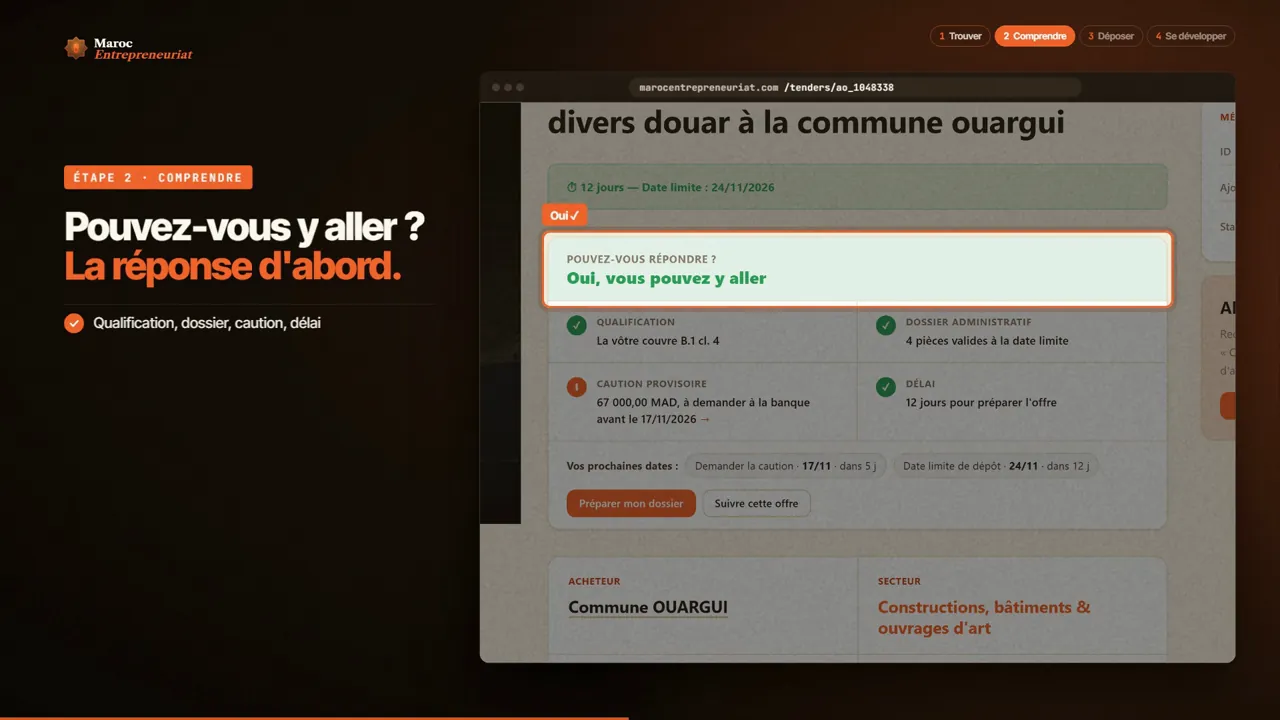 Maroc
Entrepreneuriat
1 Trouver
2 Comprendre
3 Déposer
4 Se développer
ÉTAPE 2 · COMPRENDRE
Pouvez-vous y aller ?
La réponse d'abord.
Qualification, dossier, caution, délai
marocentrepreneuriat.com /tenders/ao_1048338
divers douar à la commune ouargui
12 jours — Date limite : 24/11/2026
Oui ✓
POUVEZ-VOUS RÉPONDRE ?
Oui, vous pouvez y aller
QUALIFICATION
La vôtre couvre B.1 cl. 4
DOSSIER ADMINISTRATIF
4 pièces valides à la date limite
CAUTION PROVISOIRE
67 000,00 MAD, à demander à la banque
avant le 17/11/2026 →
DÉLAI
12 jours pour préparer l'offre
Vos prochaines dates :
Demander la caution · 17/11 · dans 5 j
Date limite de dépôt · 24/11 · dans 12 j
Préparer mon dossier
Suivre cette offre
ACHETEUR
Commune OUARGUI
SECTEUR
Constructions, bâtiments &
ouvrages d'art
MÉ
ID
Ajo
Sta
Al
Re
« C
d'a